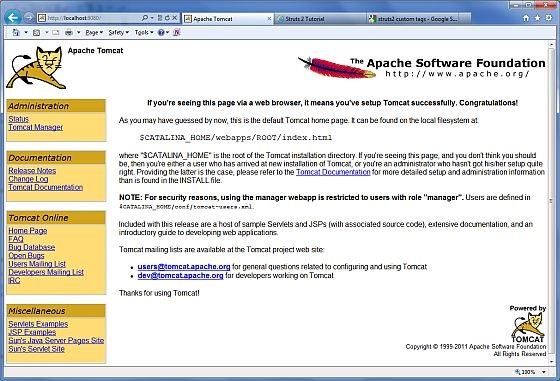 http://localhost:8080/
Apache Tomcat
Struts 2 Tutorial
struts2 custom tags - Google S...
Page
Safety
Tools
Apache Tomcat
The Apache Software Foundation
http://www.apache.org/
Administration
Status
Tomcat Manager
Documentation
Release Notes
Change Log
Tomcat Documentation
Tomcat Online
Home Page
FAQ
Bug Database
Open Bugs
Users Mailing List
Developers Mailing List
IRC
Miscellaneous
Servlets Examples
JSP Examples
Sun's Java Server Pages Site
Sun's Servlet Site
If you're seeing this page via a web browser, it means you've setup Tomcat successfully. Congratulations!
As you may have guessed by now, this is the default Tomcat home page. It can be found on the local filesystem at:
$CATALINA_HOME/webapps/ROOT/index.html
where "$CATALINA_HOME" is the root of the Tomcat installation directory. If you're seeing this page, and you don't think you should
be, then you're either a user who has arrived at new installation of Tomcat, or you're an administrator who hasn't got his/her setup quite
right. Providing the latter is the case, please refer to the Tomcat Documentation for more detailed setup and administration information
than is found in the INSTALL file.
NOTE: For security reasons, using the manager webapp is restricted to users with role "manager". Users are defined in
$CATALINA_HOME/conf/tomcat-users.xml.
Included with this release are a host of sample Servlets and JSPs (with associated source code), extensive documentation, and an
introductory guide to developing web applications.
Tomcat mailing lists are available at the Tomcat project web site:
• users@tomcat.apache.org for general questions related to configuring and using Tomcat
• dev@tomcat.apache.org for developers working on Tomcat
Thanks for using Tomcat!
Powered by
TOMCAT
Copyright © 1999-2011 Apache Software Foundation
All Rights Reserved
100%